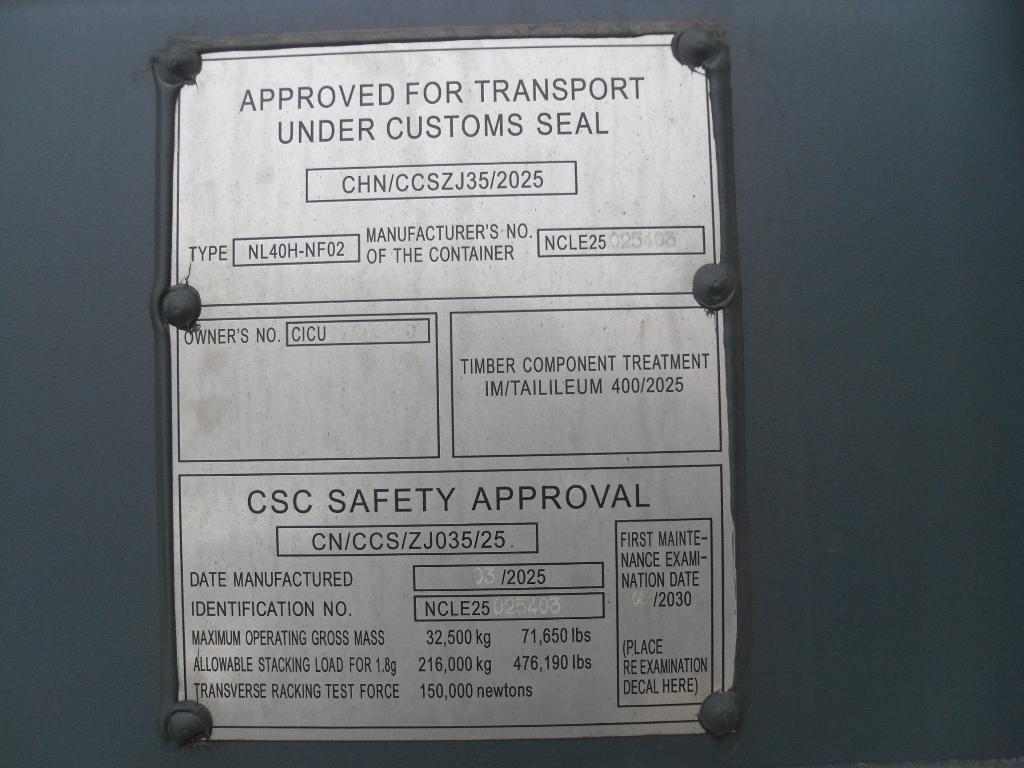 APPROVED FOR TRANSPORT
UNDER CUSTOMS SEAL
CHN/CCSZJ35/2025
TYPE NL40H-NF02 MANUFACTURER'S NO.
OF THE CONTAINER NCLE25025403
OWNER'S NO. CICU
TIMBER COMPONENT TREATMENT
IM/TAILILEUM 400/2025
CSC SAFETY APPROVAL
CN/CCS/ZJ035/25.
DATE MANUFACTURED 03/2025
IDENTIFICATION NO. NCLE25025403
MAXIMUM OPERATING GROSS MASS 32,500 kg 71,650 lbs
ALLOWABLE STACKING LOAD FOR 1.8g 216,000 kg 476,190 lbs
TRANSVERSE RACKING TEST FORCE 150,000 newtons
FIRST MAINTE-
NANCE EXAMI-
NATION DATE
/2030
(PLACE
RE EXAMINATION
DECAL HERE)